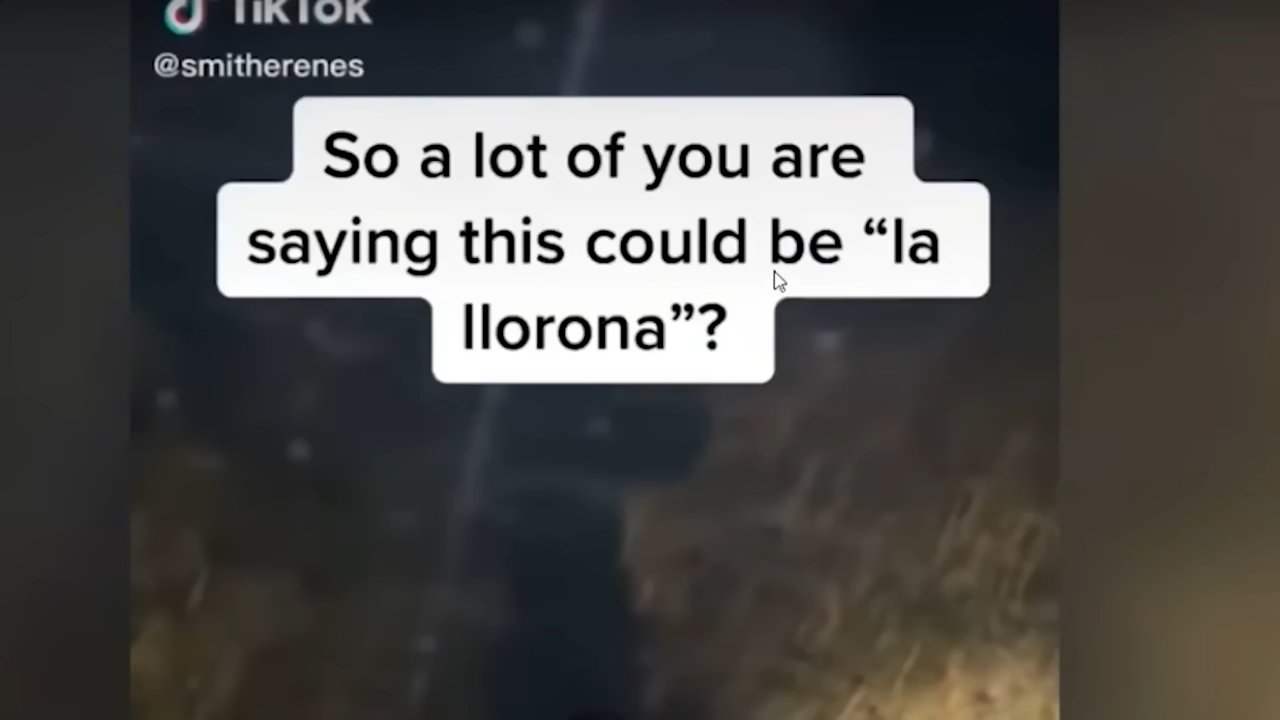 TikTok
@smitherenes
So a lot of you are
saying this could be “la
llorona”?